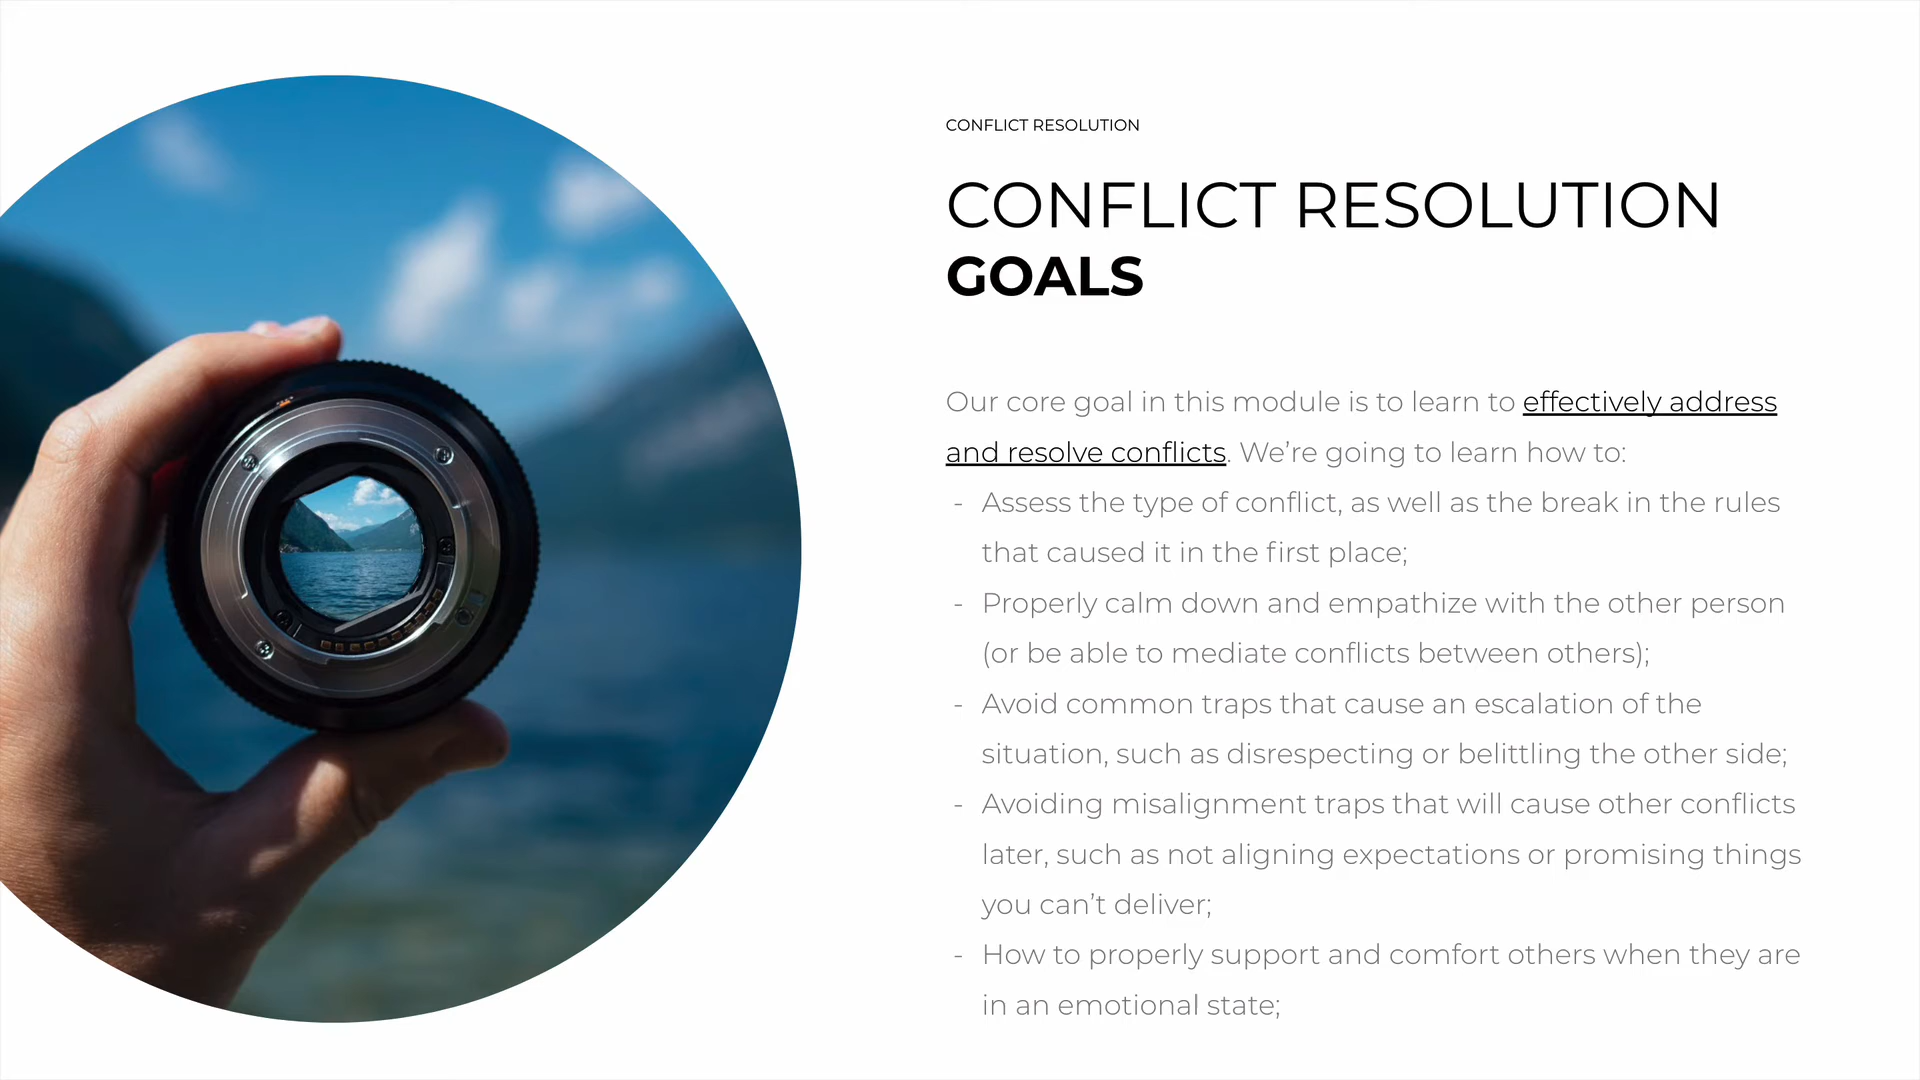 CONFLICT RESOLUTION
CONFLICT RESOLUTION
GOALS
Our core goal in this module is to learn to effectively address
and resolve conflicts. We’re going to learn how to:
- Assess the type of conflict, as well as the break in the rules
that caused it in the first place;
- Properly calm down and empathize with the other person
(or be able to mediate conflicts between others);
- Avoid common traps that cause an escalation of the
situation, such as disrespecting or belittling the other side;
- Avoiding misalignment traps that will cause other conflicts
later, such as not aligning expectations or promising things
you can’t deliver;
- How to properly support and comfort others when they are
in an emotional state;